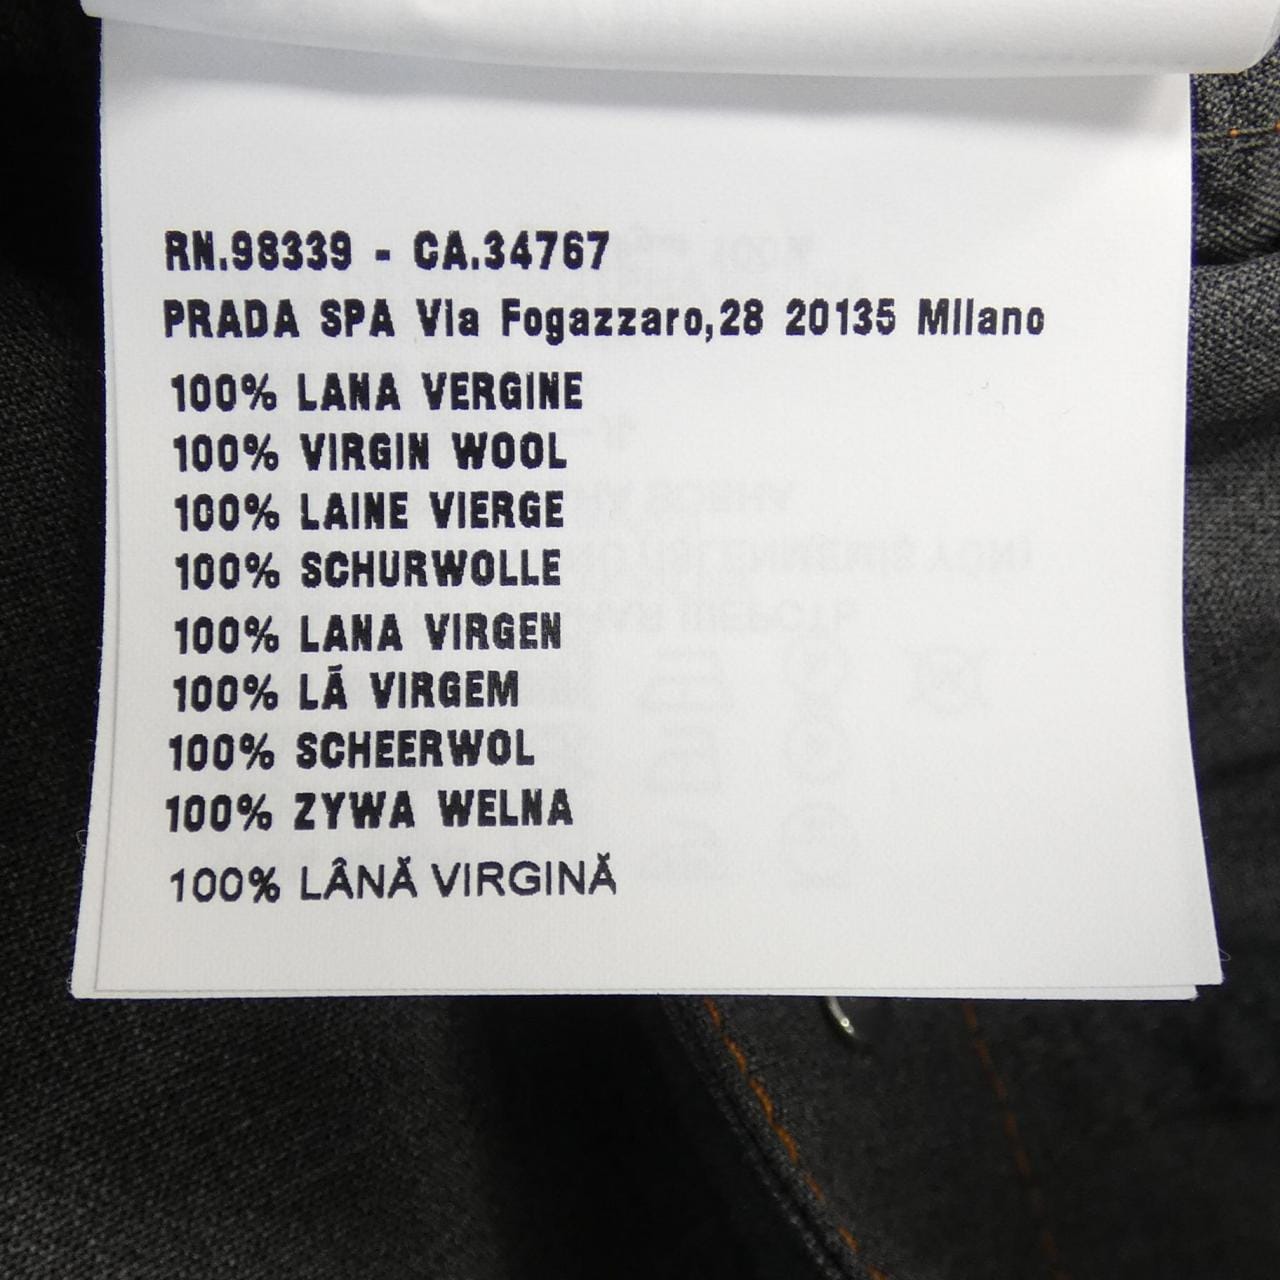 RN.98339 - CA.34767
PRADA SPA Via Fogazzaro,28 20135 Milano
100% LANA VERGINE
100% VIRGIN WOOL
100% LAINE VIERGE
100% SCHURWOLLE
100% LANA VIRGEN
100% LÃ VIRGEM
100% SCHEERWOL
100% ZYWA WELNA
100% LÂNĂ VIRGINĂ